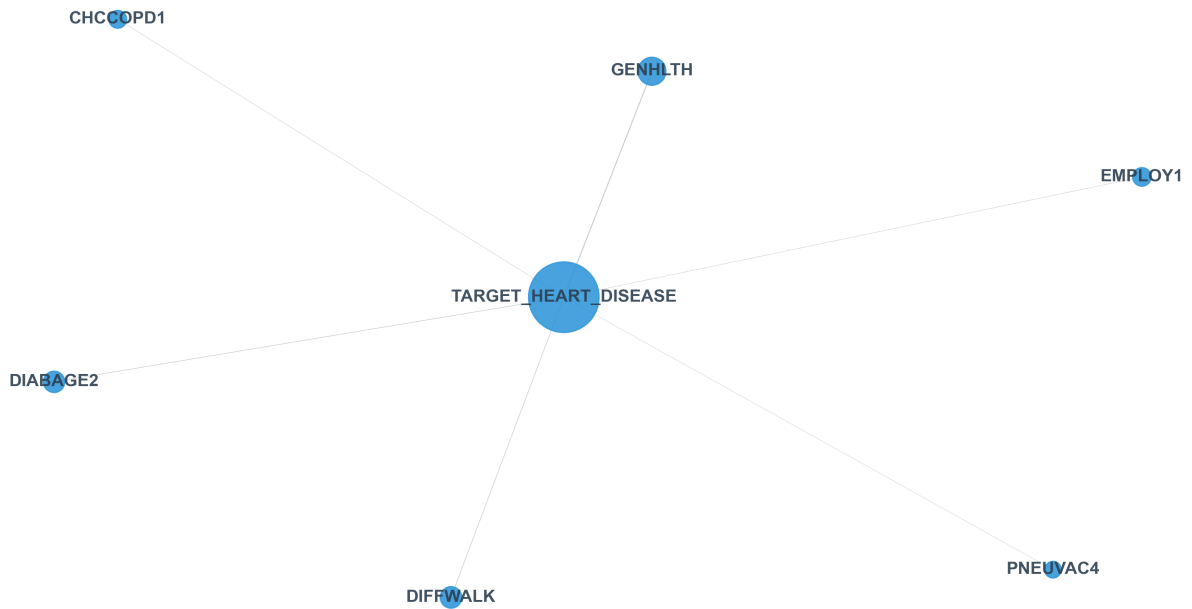 CHCCOPD1
GENHLTH
EMPLOY1
TARGET_HEART_DISEASE
DIABAGE2
PNEUVAC4
DIFFWALK